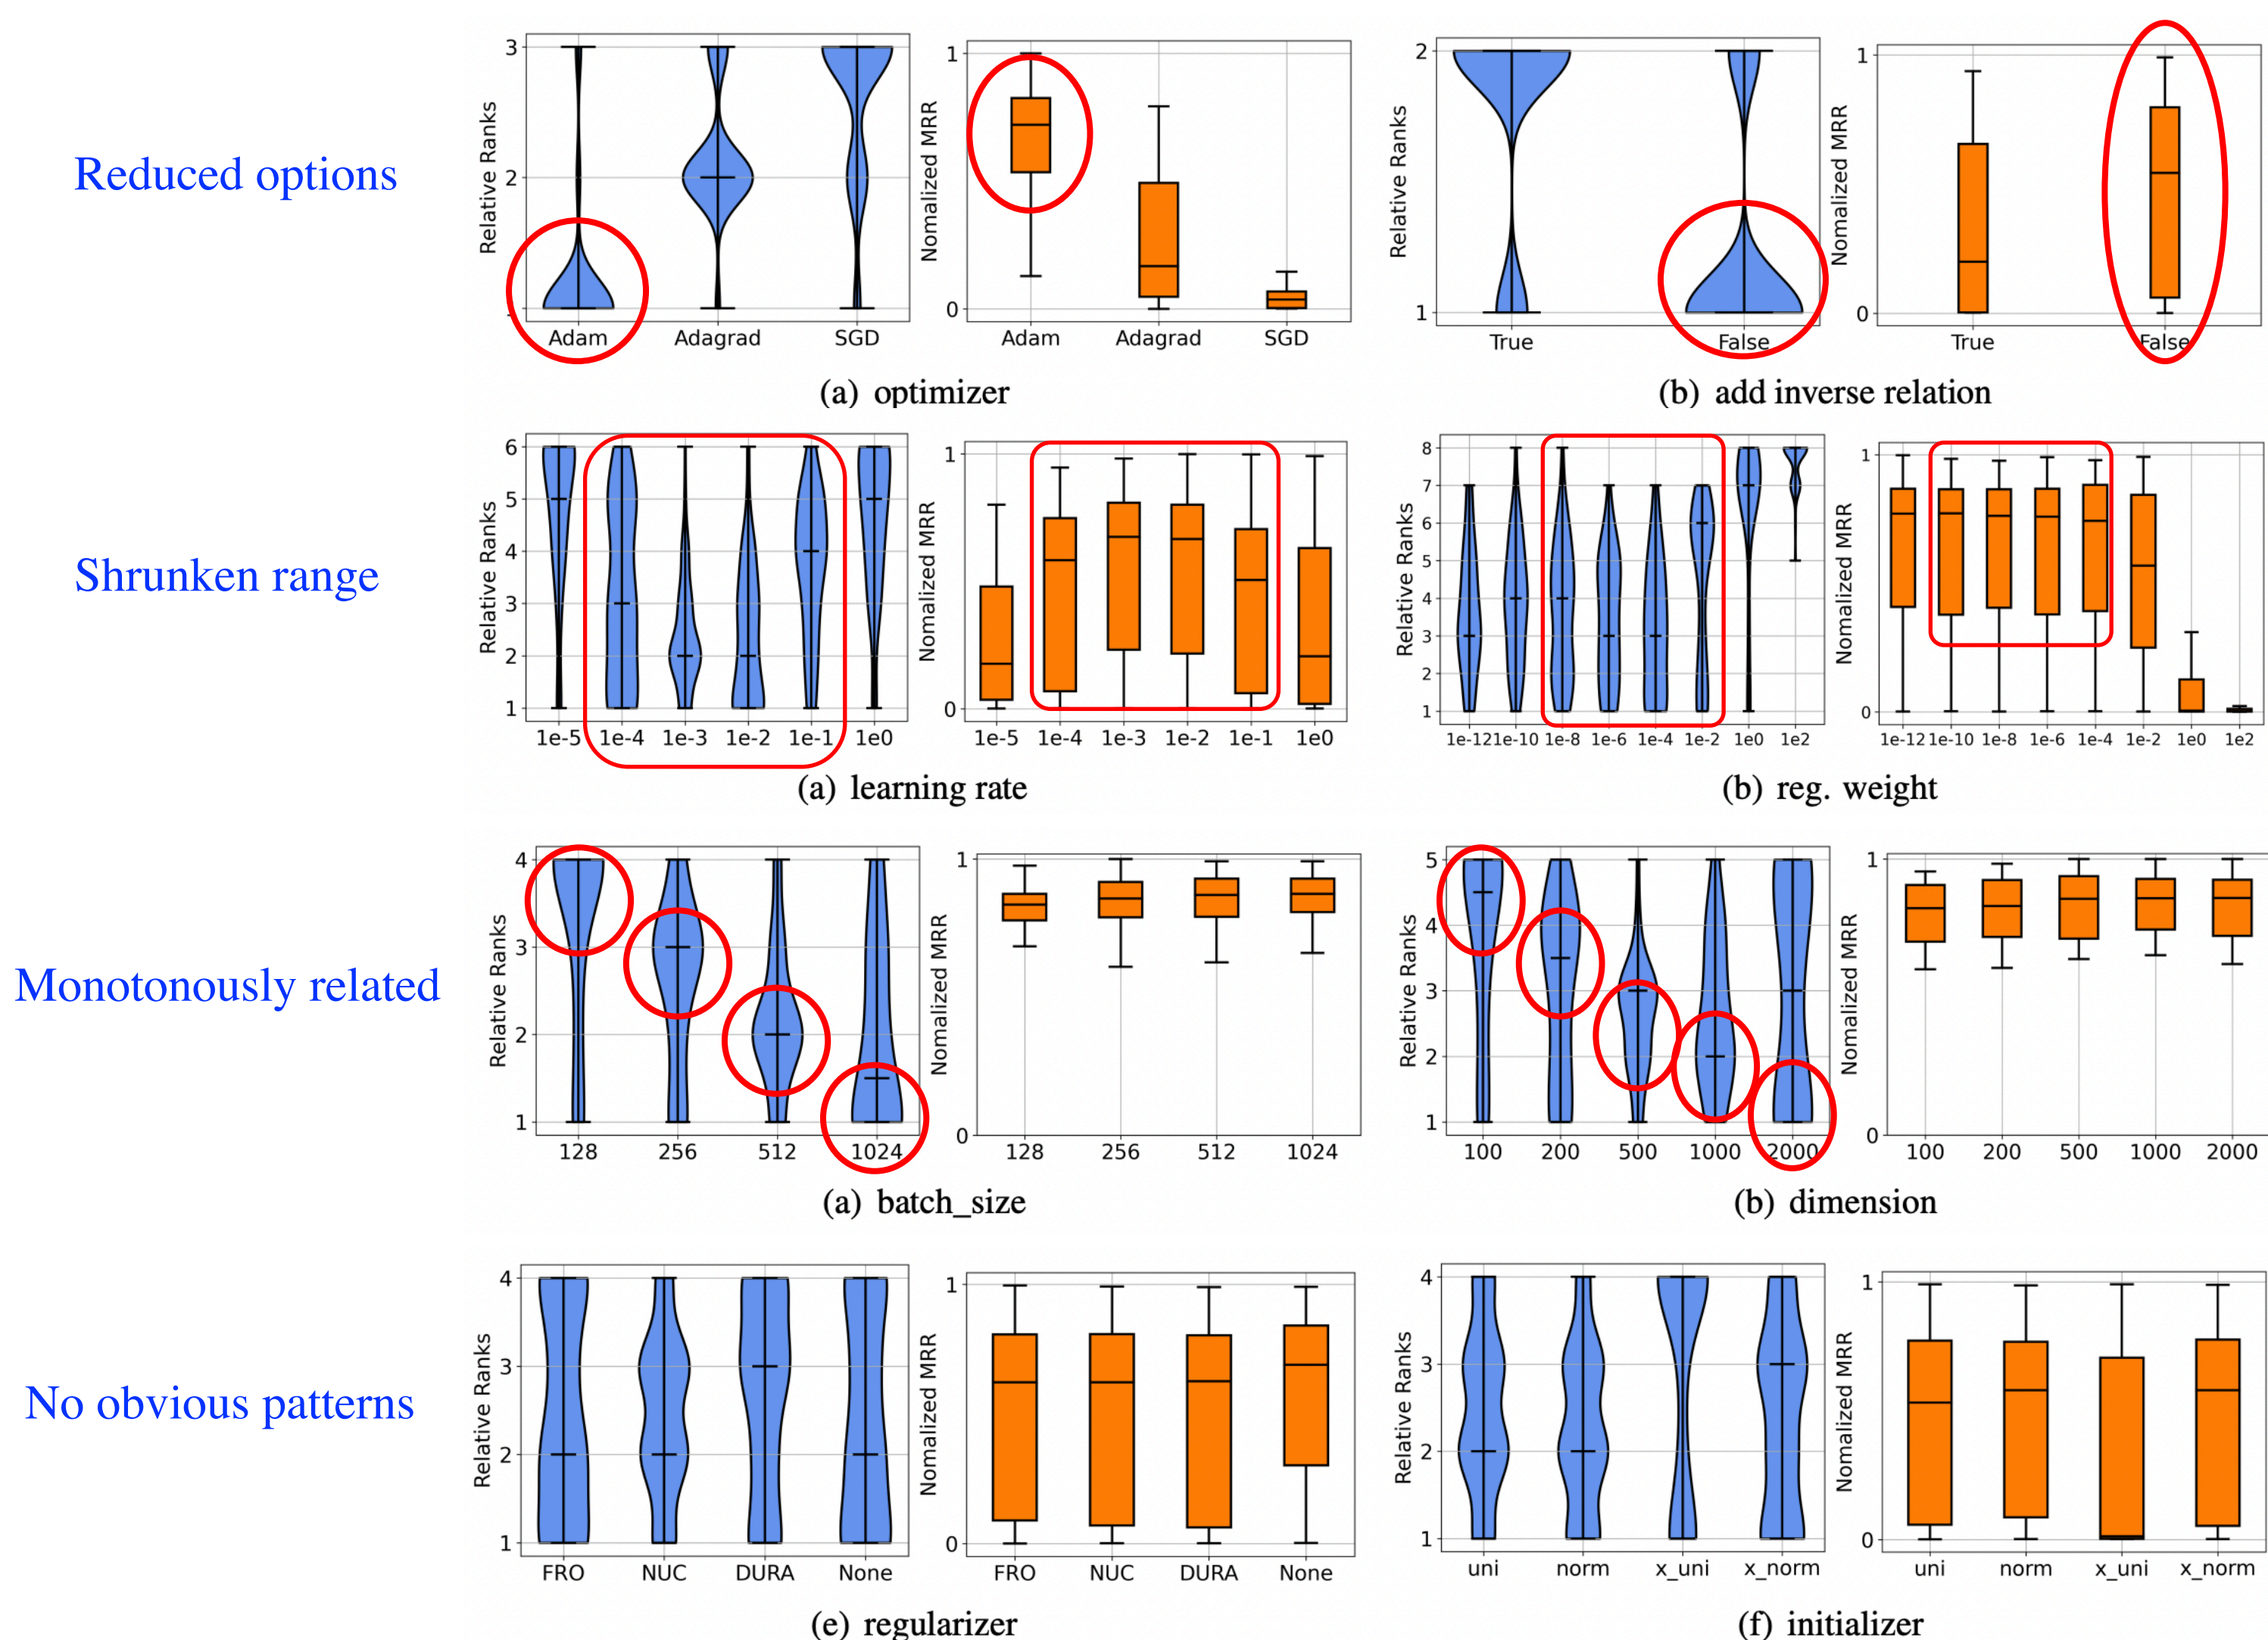 Reduced options
Relative Ranks
3
2
Adam Adagrad SGD
Nomalized MRR
1
0
Adam Adagrad SGD
(a) optimizer
Relative Ranks
2
1
True False
Nomalized MRR
1
0
True False
(b) add inverse relation
Shrunken range
Relative Ranks
6
5
4
3
2
1
1e-5 1e-4 1e-3 1e-2 1e-1 1e0
Nomalized MRR
1
0
1e-5 1e-4 1e-3 1e-2 1e-1 1e0
(a) learning rate
Relative Ranks
8
7
6
5
4
3
2
1
1e-12 1e-10 1e-8 1e-6 1e-4 1e-2 1e0 1e2
Nomalized MRR
1
0
1e-12 1e-10 1e-8 1e-6 1e-4 1e-2 1e0 1e2
(b) reg. weight
Monotonously related
Relative Ranks
4
3
2
1
128 256 512 1024
Nomalized MRR
1
0
128 256 512 1024
(a) batch_size
Relative Ranks
5
4
3
2
1
100 200 500 1000 2000
Nomalized MRR
1
0
100 200 500 1000 2000
(b) dimension
No obvious patterns
Relative Ranks
4
3
2
1
FRO NUC DURA None
Nomalized MRR
1
0
FRO NUC DURA None
(e) regularizer
Relative Ranks
4
3
2
1
uni norm x_uni x_norm
Nomalized MRR
1
0
uni norm x_uni x_norm
(f) initializer